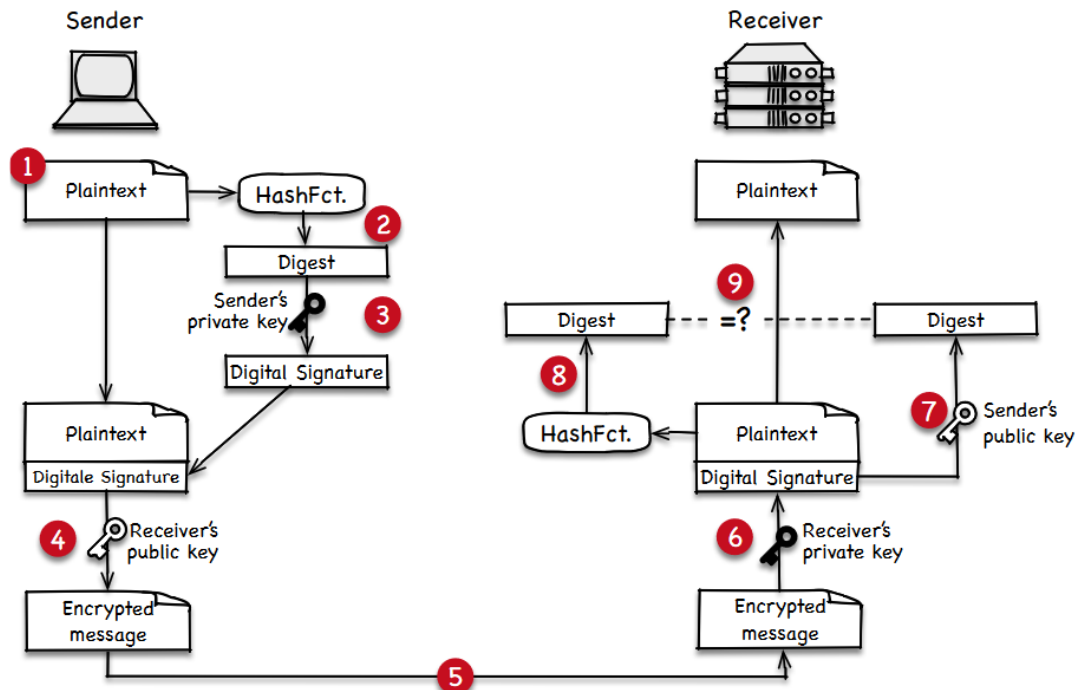 Sender
Receiver
1
Plaintext
HashFct.
2
Digest
Sender's
private key
3
Digital Signature
Plaintext
Digitale Signature
4
Receiver's
public key
Encrypted
message
5
Plaintext
9
Digest
=?
Digest
8
HashFct.
Plaintext
Digital Signature
7
Sender's
public key
6
Receiver's
private key
Encrypted
message